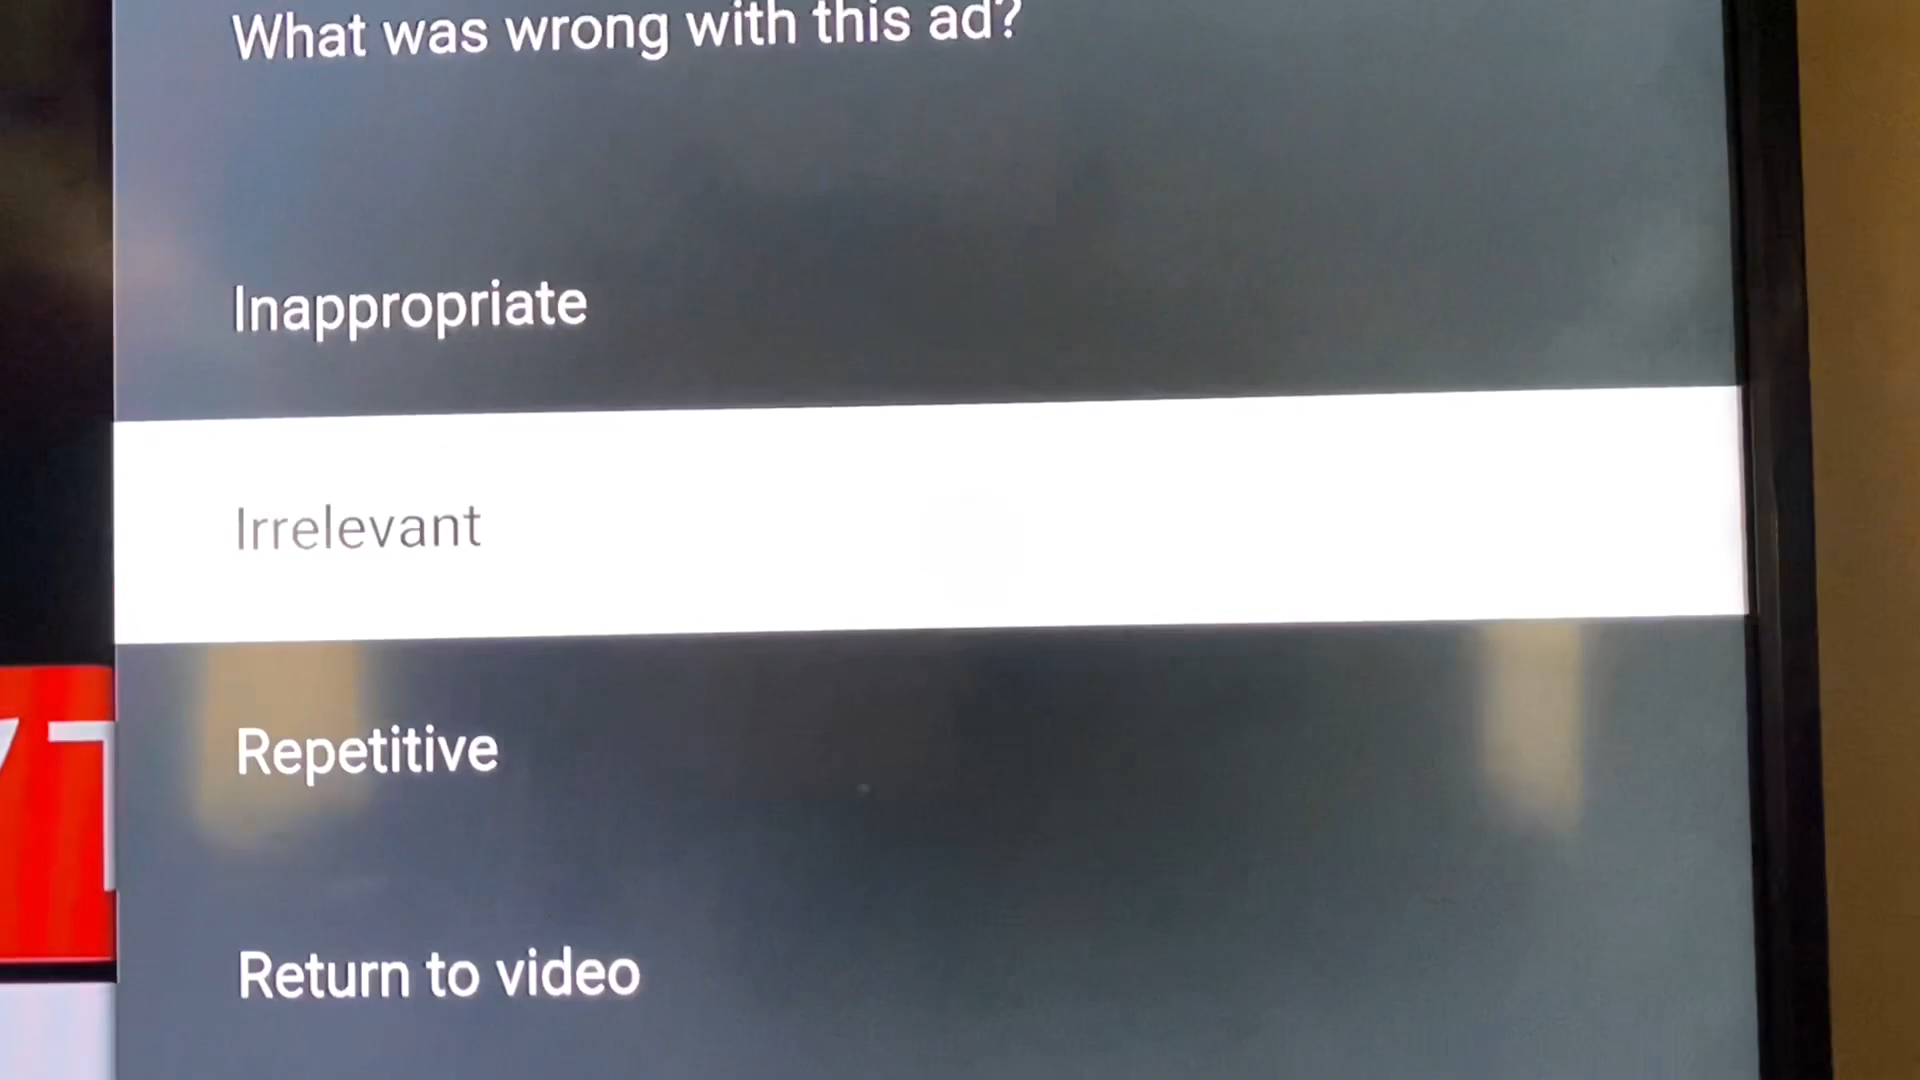 What was wrong with this ad?
Inappropriate
Irrelevant
Repetitive
Return to video